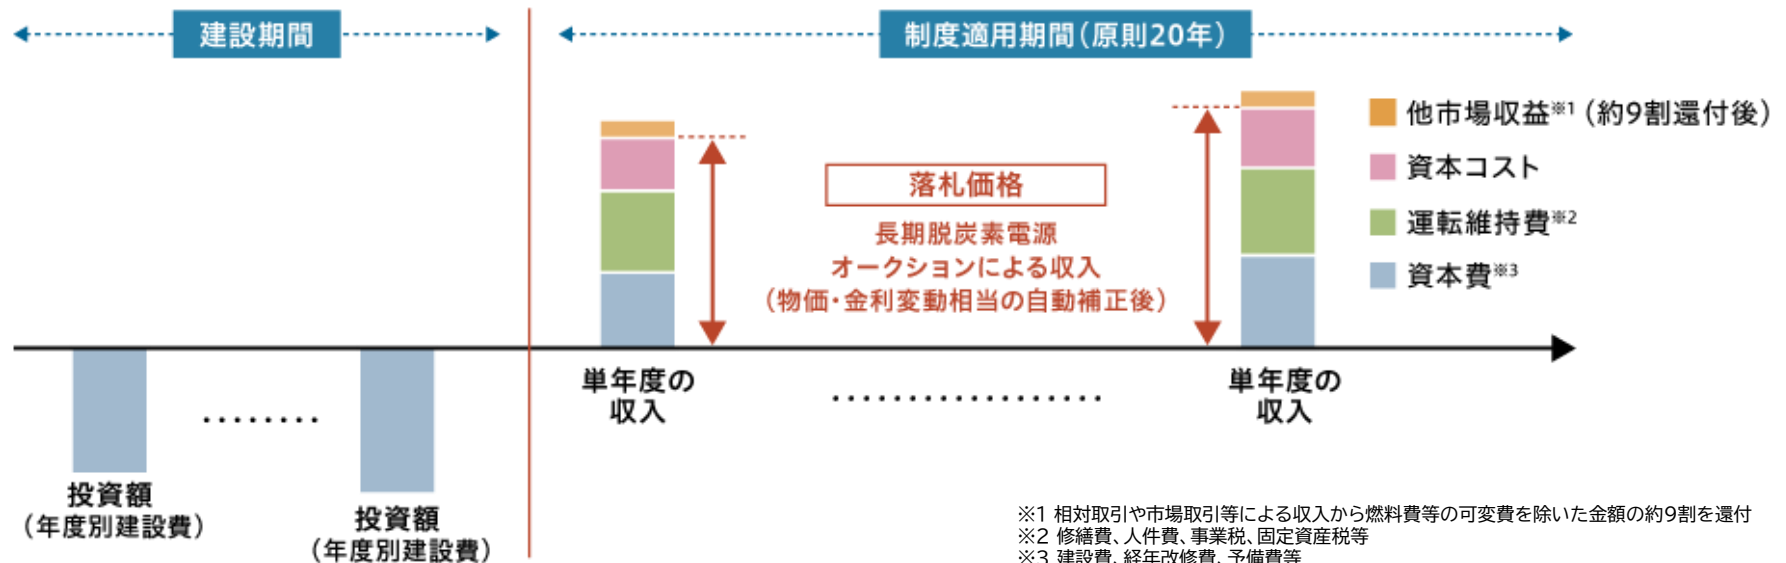 建設期間
制度適用期間（原則20年）
他市場収益※1（約9割還付後）
資本コスト
運転維持費※2
資本費※3
落札価格
長期脱炭素電源
オークションによる収入
（物価・金利変動相当の自動補正後）
単年度の
収入
単年度の
収入
投資額
（年度別建設費）
投資額
（年度別建設費）
※1 相対取引や市場取引等による収入から燃料費等の可変費を除いた金額の約9割を還付
※2 修繕費、人件費、事業税、固定資産税等
※3 建設費、経年改修費、予備費等